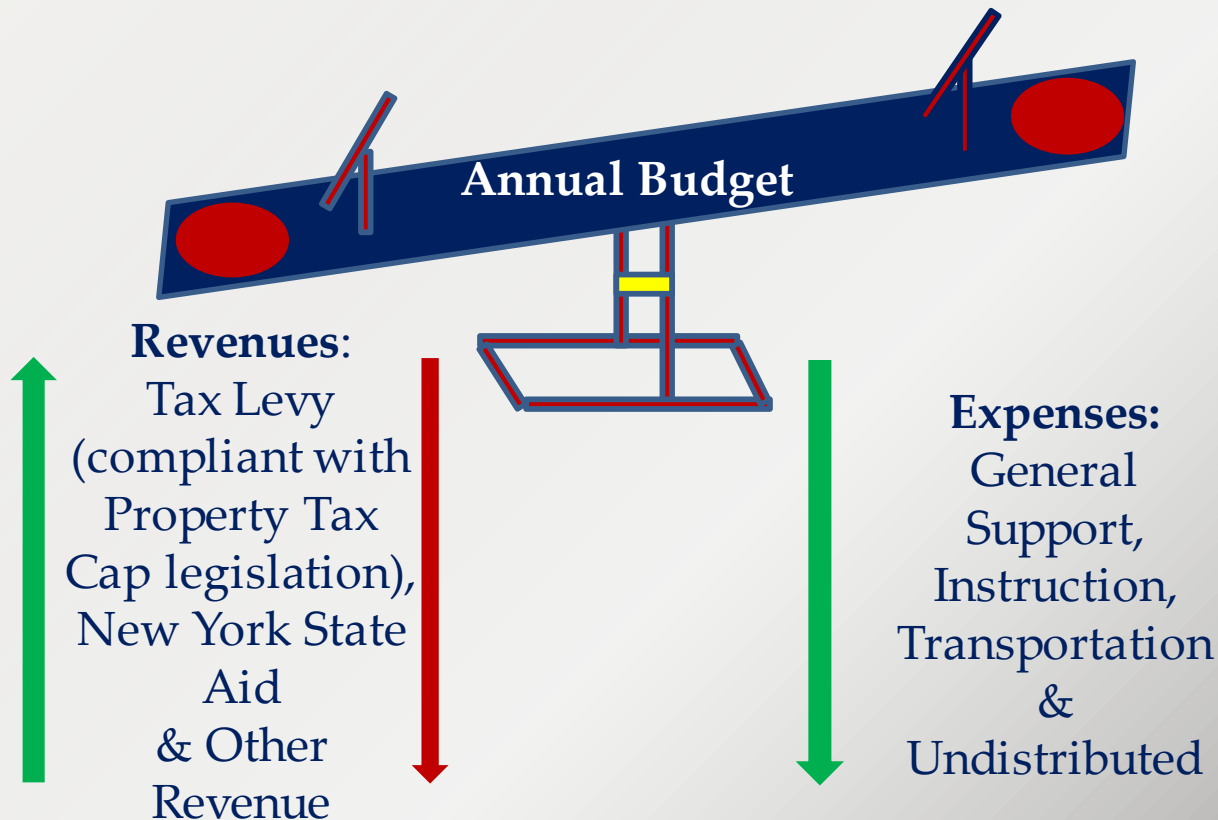 Annual Budget
Revenues:
Tax Levy
(compliant with
Property Tax
Cap legislation),
New York State
Aid
& Other
Revenue
Expenses:
General
Support,
Instruction,
Transportation
&
Undistributed